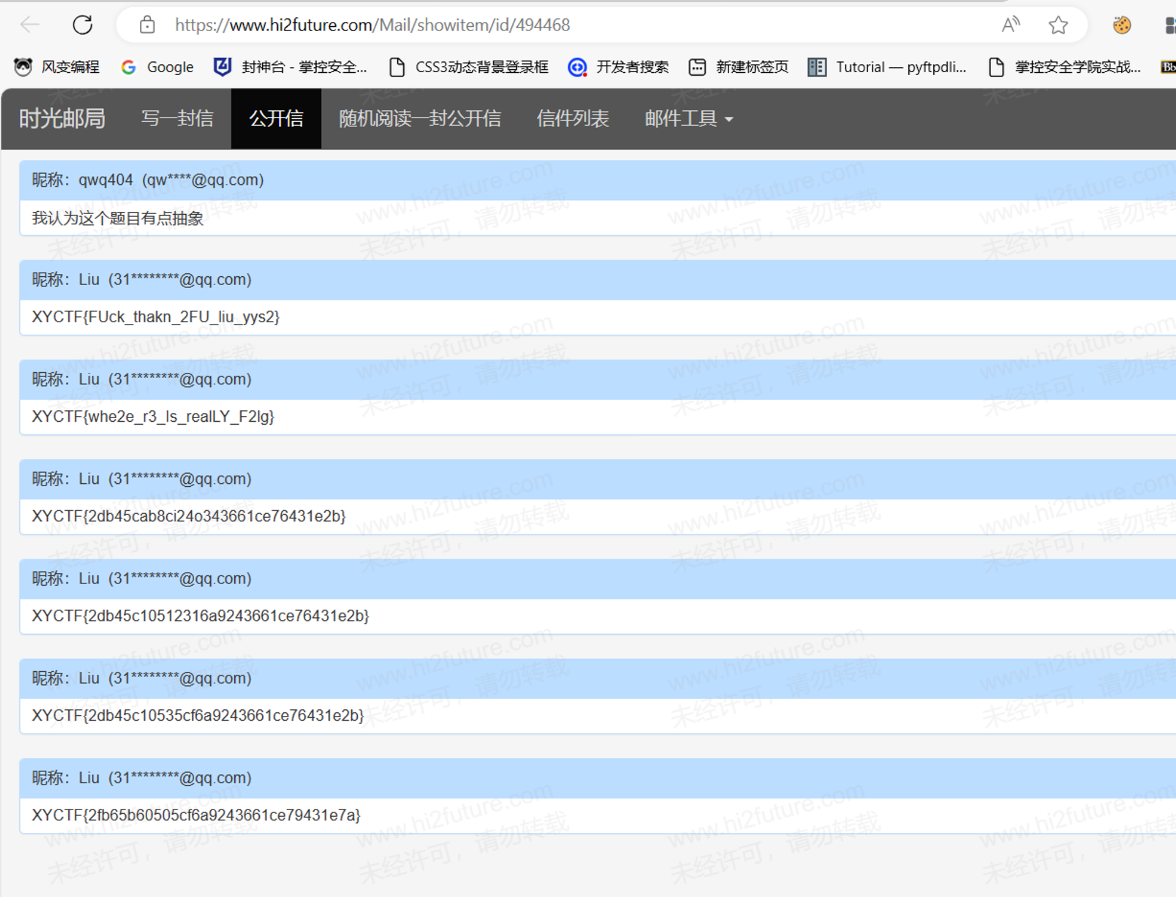 https://www.hi2future.com/Mail/showitem/id/494468
风变编程 Google 封神台 - 掌控安全... CSS3动态背景登录框 开发者搜索 新建标签页 Tutorial — pyftpdli... 掌控安全学院实战... Bb
时光邮局 写一封信 公开信 随机阅读一封公开信 信件列表 邮件工具
昵称：qwq404 (qw****@qq.com)
我认为这个题目有点抽象
昵称：Liu (31********@qq.com)
XYCTF{FUck_thakn_2FU_liu_yys2}
昵称：Liu (31********@qq.com)
XYCTF{whe2e_r3_ls_realLY_F2lg}
昵称：Liu (31********@qq.com)
XYCTF{2db45cab8ci24o343661ce76431e2b}
昵称：Liu (31********@qq.com)
XYCTF{2db45c10512316a9243661ce76431e2b}
昵称：Liu (31********@qq.com)
XYCTF{2db45c10535cf6a9243661ce76431e2b}
昵称：Liu (31********@qq.com)
XYCTF{2fb65b60505cf6a9243661ce79431e7a}
www.hi2future.com
未经许可，请勿转载